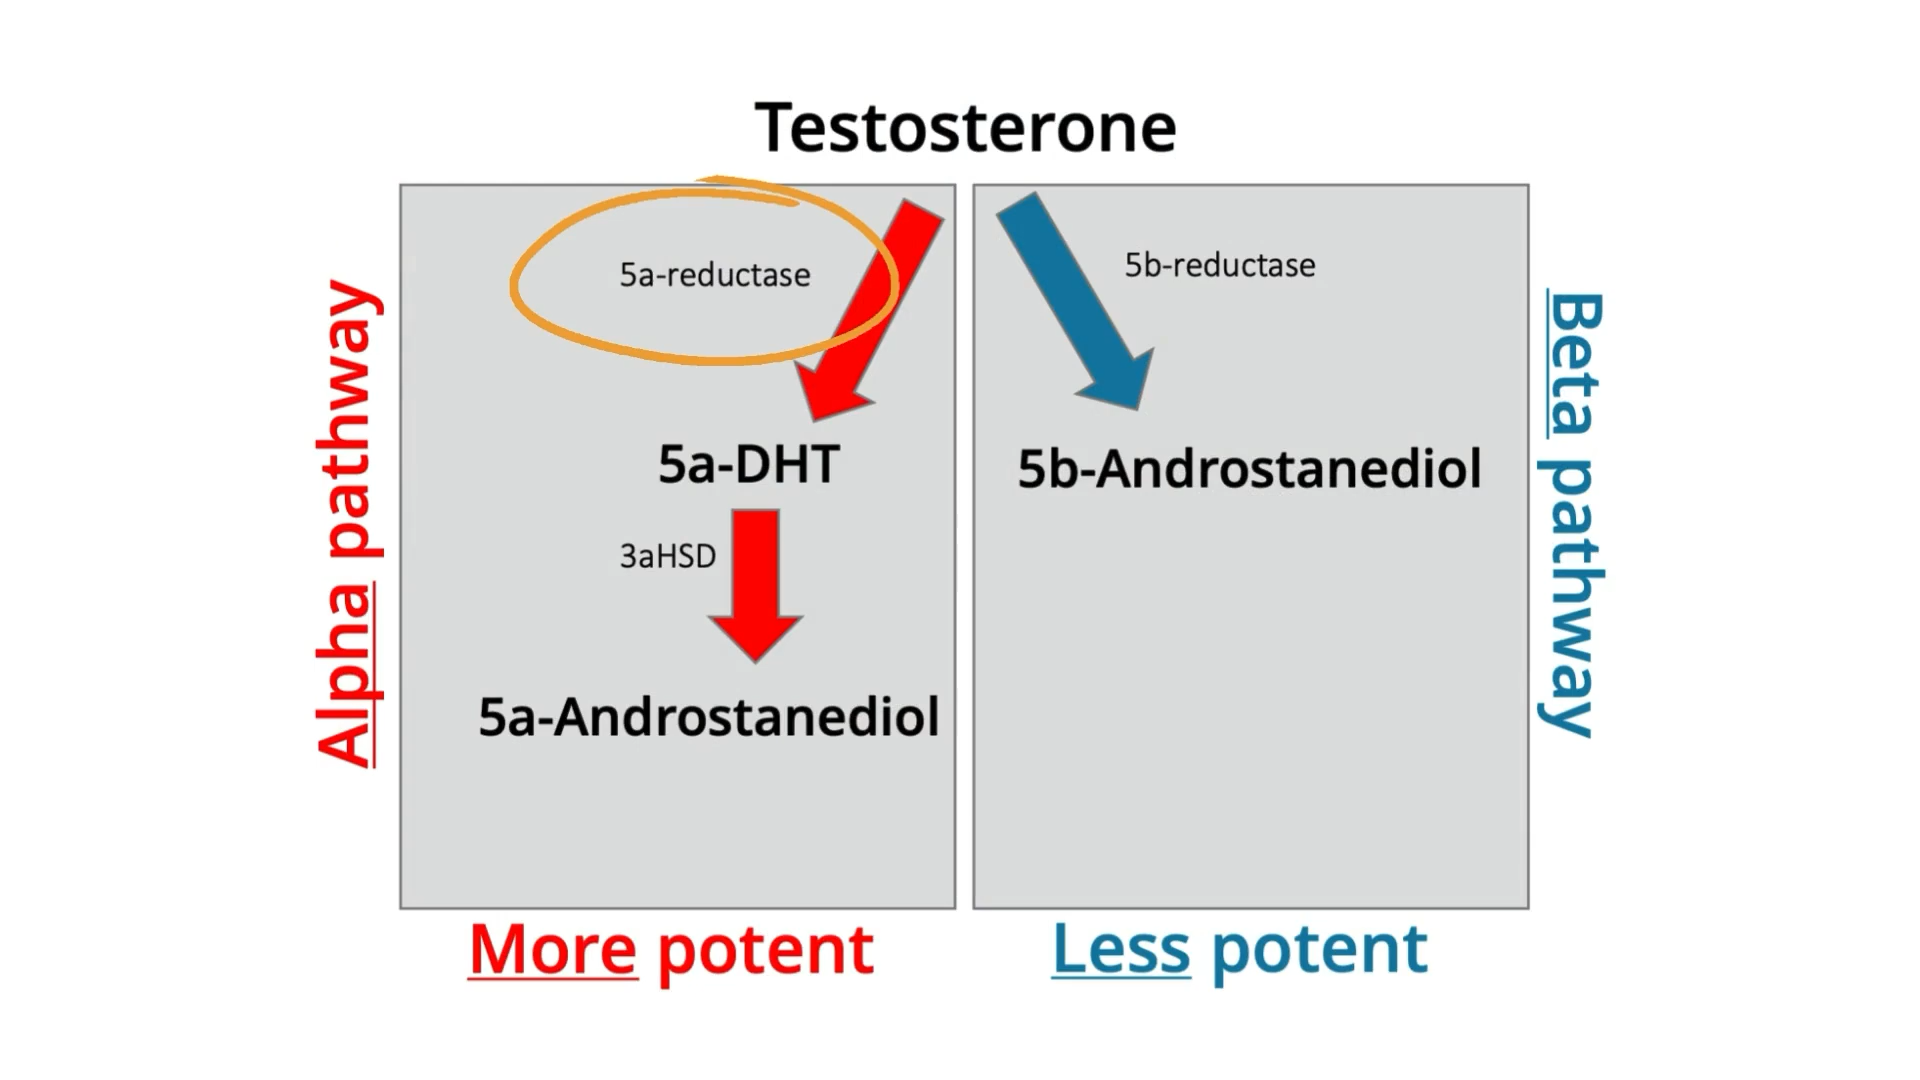 Testosterone
Alpha pathway
5a-reductase
5a-DHT
3aHSD
5a-Androstanediol
More potent
5b-reductase
5b-Androstanediol
Beta pathway
Less potent